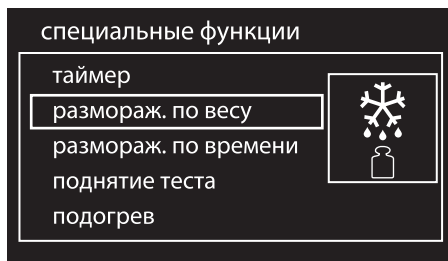 специальные функции
таймер
размораж. по весу
размораж. по времени
поднятие теста
подогрев